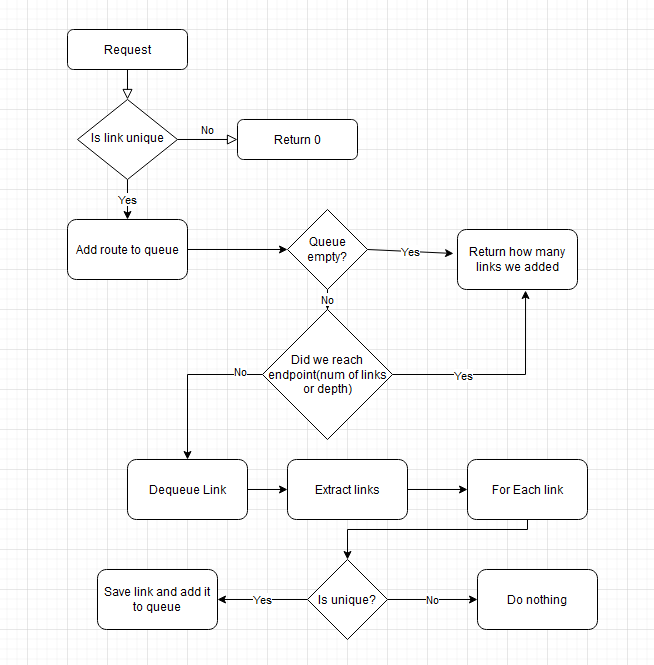 Request
Is link unique
No
Return 0
Yes
Add route to queue
Queue
empty?
Yes
Return how many
links we added
No
Did we reach
endpoint(num of links
or depth)
No
Yes
Dequeue Link
Extract links
For Each link
Save link and add it
to queue
Yes
Is unique?
No
Do nothing